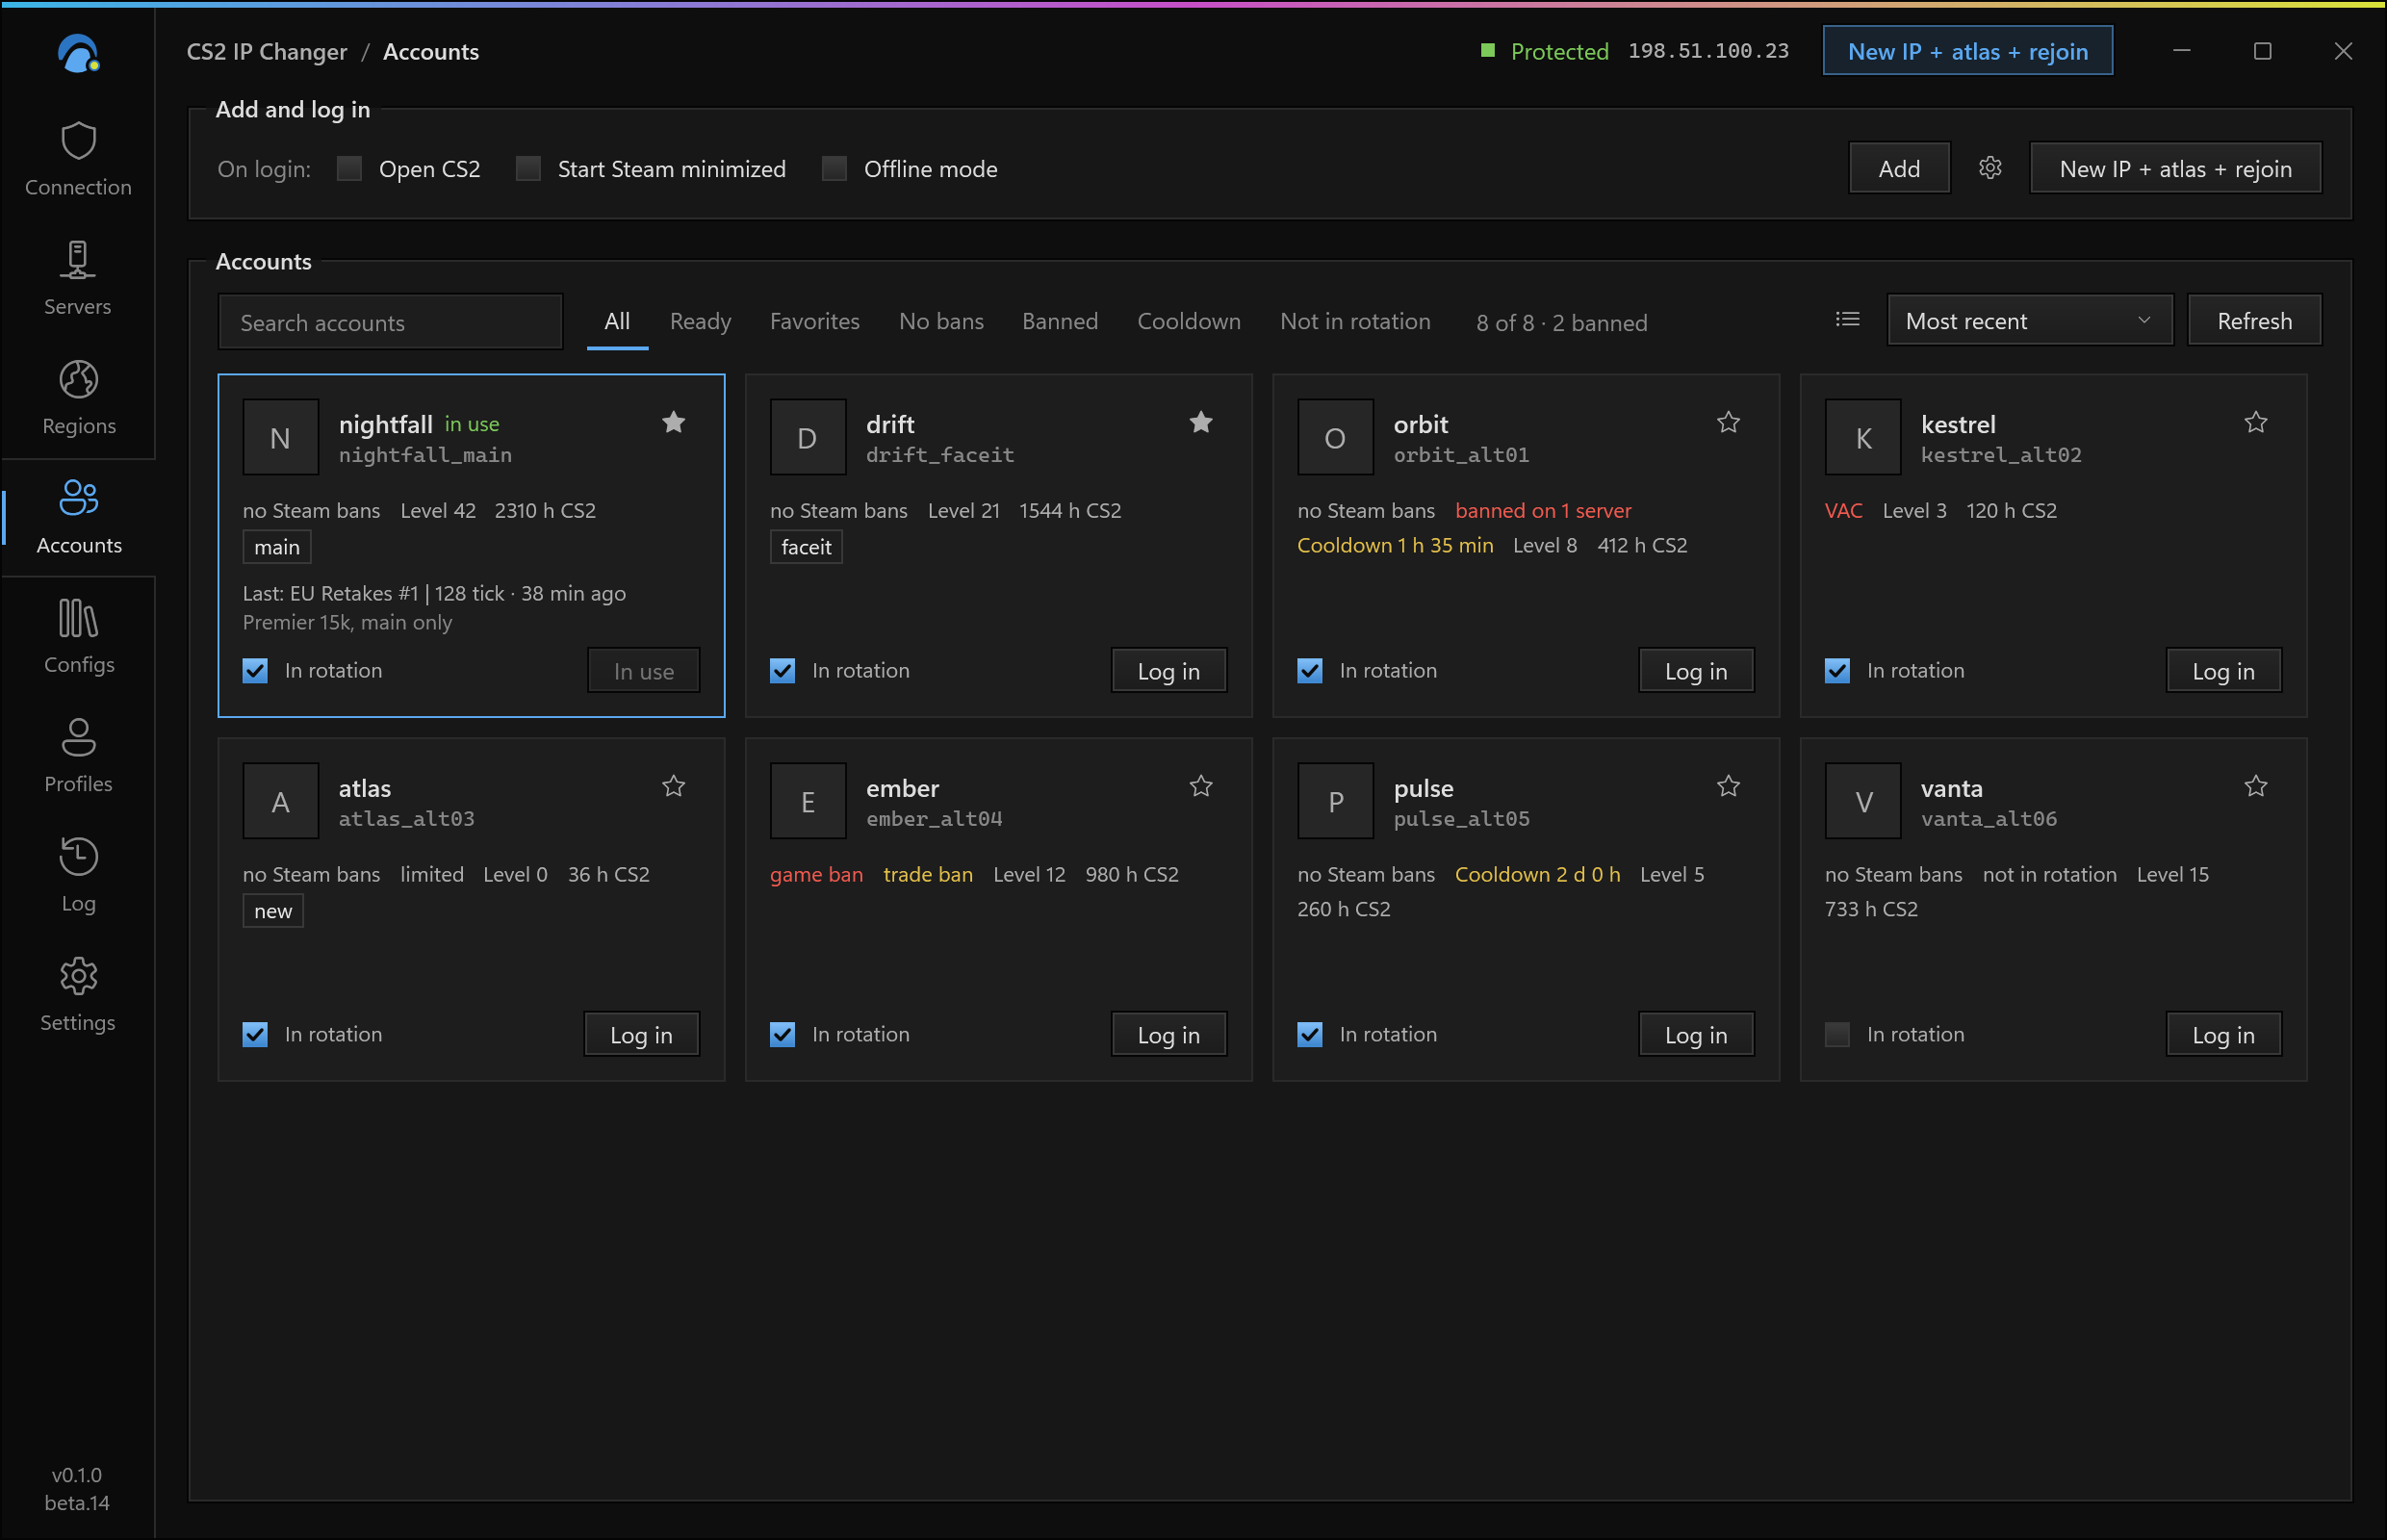 CS2 IP Changer / Accounts
Protected 198.51.100.23 New IP + atlas + rejoin
Connection
Servers
Regions
Accounts
Configs
Profiles
Log
Settings
v0.1.0
beta.14
Add and log in
On login: Open CS2 Start Steam minimized Offline mode Add New IP + atlas + rejoin
Accounts
Search accounts All Ready Favorites No bans Banned Cooldown Not in rotation 8 of 8 · 2 banned Most recent Refresh
N
nightfall in use
nightfall_main
no Steam bans Level 42 2310 h CS2
main
Last: EU Retakes #1 | 128 tick · 38 min ago
Premier 15k, main only
In rotation In use
D
drift
drift_faceit
no Steam bans Level 21 1544 h CS2
faceit
In rotation Log in
O
orbit
orbit_alt01
no Steam bans banned on 1 server
Cooldown 1 h 35 min Level 8 412 h CS2
In rotation Log in
K
kestrel
kestrel_alt02
VAC Level 3 120 h CS2
In rotation Log in
A
atlas
atlas_alt03
no Steam bans limited Level 0 36 h CS2
new
In rotation Log in
E
ember
ember_alt04
game ban trade ban Level 12 980 h CS2
In rotation Log in
P
pulse
pulse_alt05
no Steam bans Cooldown 2 d 0 h Level 5
260 h CS2
In rotation Log in
V
vanta
vanta_alt06
no Steam bans not in rotation Level 15
733 h CS2
In rotation Log in